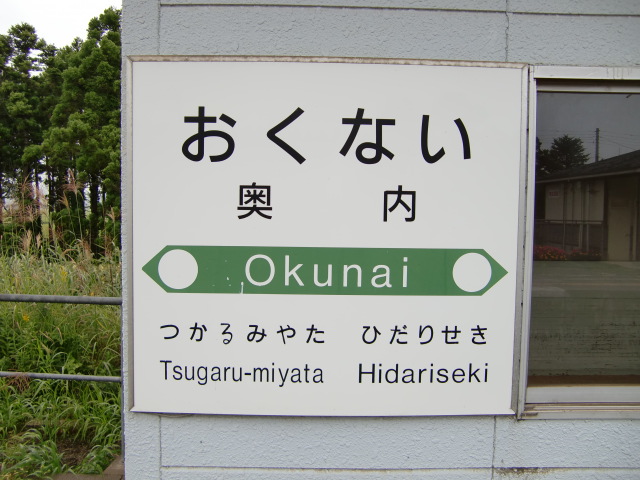 おくない
奥内
Okunai
つかるみやた ひだりせき
Tsugaru-miyata Hidariseki